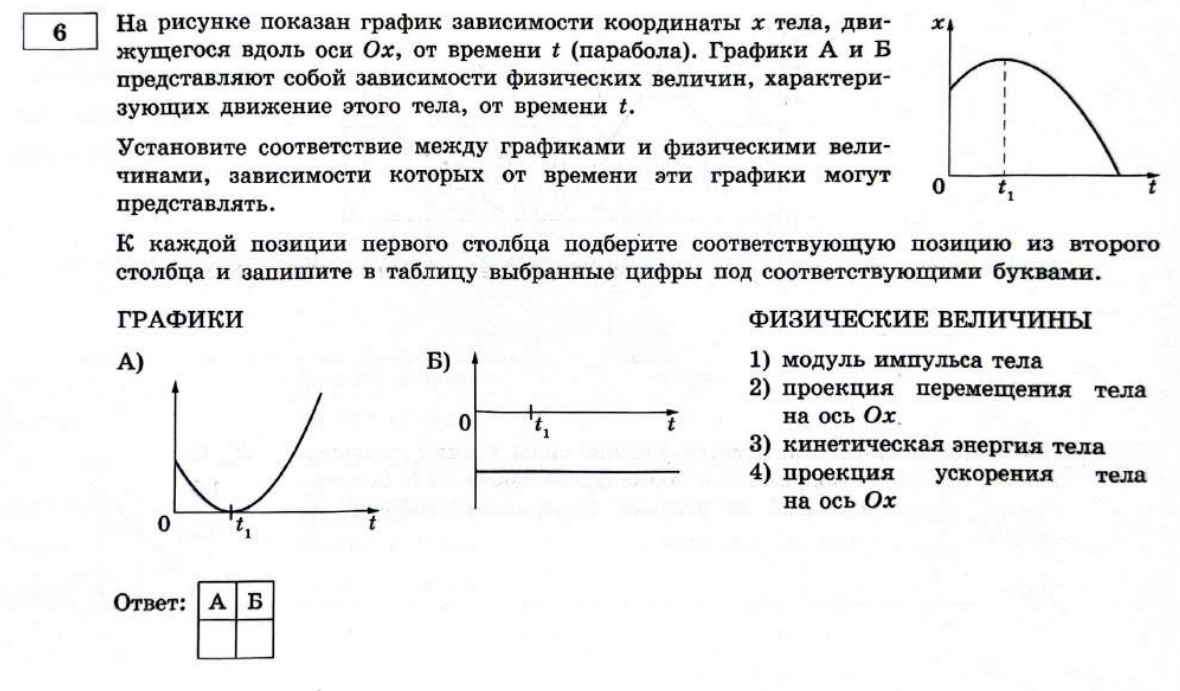 6
На рисунке показан график зависимости координаты x тела, дви-
жущегося вдоль оси Ox, от времени t (парабола). Графики А и Б
представляют собой зависимости физических величин, характери-
зующих движение этого тела, от времени t.
x
0
t₁
t
Установите соответствие между графиками и физическими вели-
чинами, зависимости которых от времени эти графики могут
представлять.
К каждой позиции первого столбца подберите соответствующую позицию из второго
столбца и запишите в таблицу выбранные цифры под соответствующими буквами.
ГРАФИКИ
А)
0
t₁
t
Б)
0
t₁
t
ФИЗИЧЕСКИЕ ВЕЛИЧИНЫ
1) модуль импульса тела
2) проекция перемещения тела
на ось Ox
3) кинетическая энергия тела
4) проекция ускорения тела
на ось Ox
Ответ:
А Б